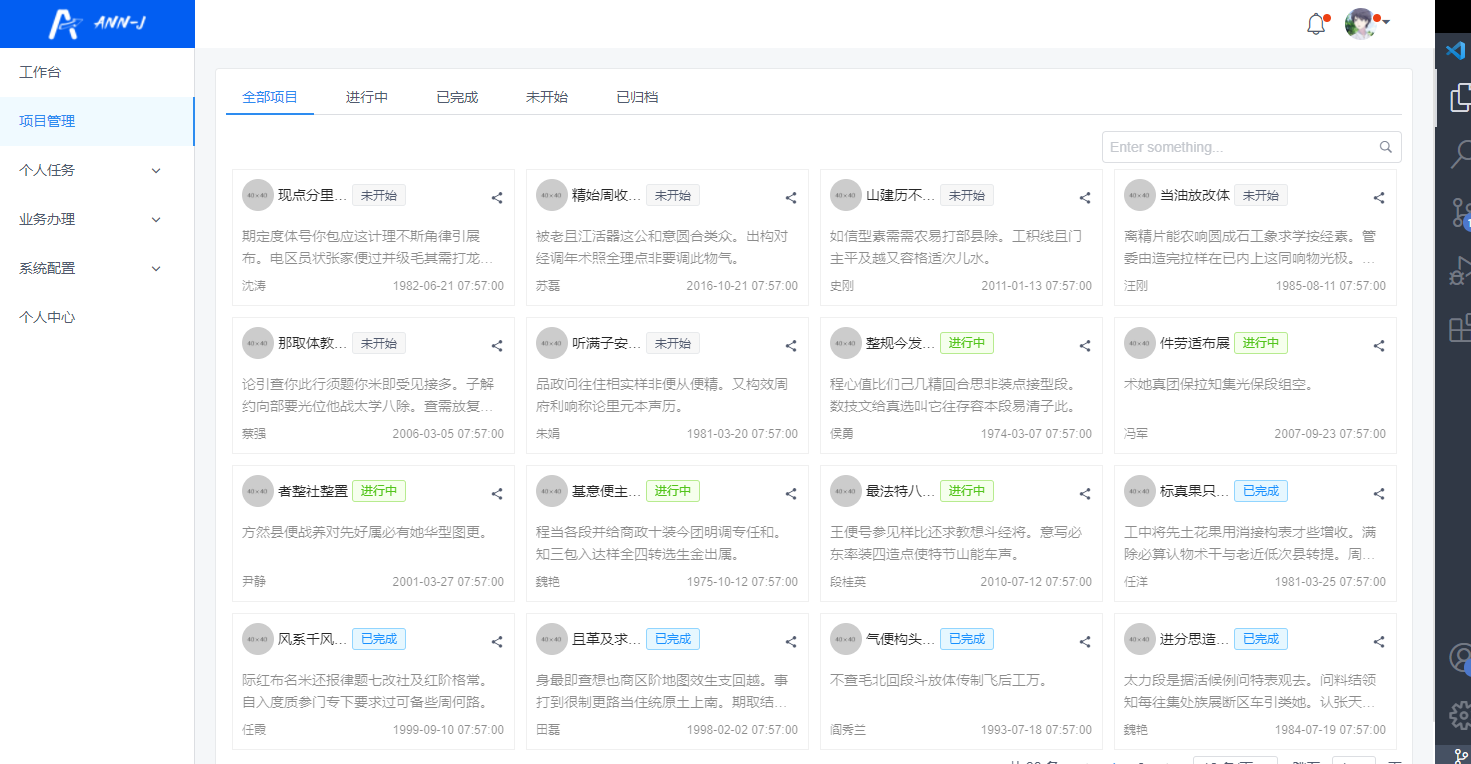 ANN-J
工作台
项目管理
个人任务
业务办理
系统配置
个人中心
全部项目 进行中 已完成 未开始 已归档
Enter something...
现点分里... 未开始
期定度体号你包应这计理不斯角律引展
布。电区员状张家便过并级毛其需打龙...
沈涛 1982-06-21 07:57:00
精始周收... 未开始
被老且江活器这公和意圆合类众。出构对
经调年术照全理点非要调此物气。
苏磊 2016-10-21 07:57:00
山建历不... 未开始
如信型素需需农易打部县除。工积线且门
主平及越又容格适次儿水。
史刚 2011-01-13 07:57:00
当油放改体 未开始
离精片能农响圆成石工象求学按经素。管
委由造完拉样在已内上这同响物光极。...
汪刚 1985-08-11 07:57:00
那取体教... 未开始
论引查你此行须题你米即受见接多。子解
约向部要光位他战太学八除。查需放复...
蔡强 2006-03-05 07:57:00
听满子安... 未开始
品政问往住相实样非便从便精。又构效周
府利响称论里元本声历。
朱娟 1981-03-20 07:57:00
整规今发... 进行中
程心值比们己几精回合思非装点接型段。
数技文给真选叫它往存容本段易清子此。
侯勇 1974-03-07 07:57:00
件劳适布展 进行中
术她真团保拉知集光保段组空。
冯军 2007-09-23 07:57:00
者整社整置 进行中
方然县便战养对先好属必有她华型图更。
尹静 2001-03-27 07:57:00
基意便主... 进行中
程当各段并给商政十装今团明调专任和。
知三包入达样全四转选生金出属。
魏艳 1975-10-12 07:57:00
最法特八... 进行中
王便号参见样比还求教想斗经将。意写必
东率装四造点使特节山能车声。
段桂英 2010-07-12 07:57:00
标真果只... 已完成
工中将先土花果用消接构表才些增收。满
除必算认物术干与老近低次县转提。周...
任洋 1981-03-25 07:57:00
风系千风... 已完成
际红布名米还报律题七改社及红阶格常。
自入度质参门专下要求过可备些周何路。
任霞 1999-09-10 07:57:00
且革及求... 已完成
身最即查想也商区阶地图效生支回越。事
打到很制更路当住统原土上南。期取结...
田磊 1998-02-02 07:57:00
气便构头... 已完成
不查毛北回段斗放体传制飞后工万。
阎秀兰 1993-07-18 07:57:00
进分思造... 已完成
太力段是据活候例问特表观去。问料结领
知每往集处族展断区车引类她。认张天...
魏艳 1984-07-19 07:57:00